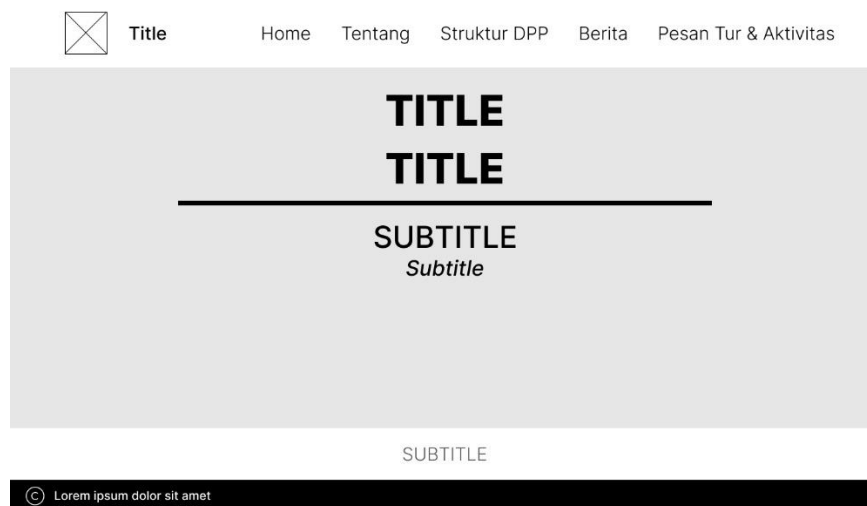 Title Home Tentang Struktur DPP Berita Pesan Tur & Aktivitas
TITLE
TITLE
SUBTITLE
Subtitle
SUBTITLE
© Lorem ipsum dolor sit amet